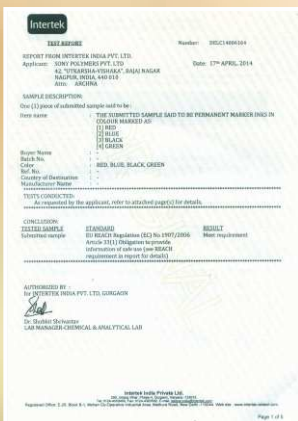 Intertek
TEST REPORT Number: DELC14004164
REPORT FROM INTERTEK INDIA PVT. LTD.
Applicant: SONY POLYMERS PVT. LTD Date: 17ᵗʰ APRIL, 2014
42, "UTKARSHA-VISHAKA", BAJAJ NAGAR
NAGPUR, INDIA, 440 010
Attn: ARCHNA
SAMPLE DESCRIPTION:
One (1) piece of submitted sample said to be:
Item name : THE SUBMITTED SAMPLE SAID TO BE PERMANENT MARKER INKS IN
COLOUR MARKED AS
[1] RED
[2] BLUE
[3] BLACK
[4] GREEN
Buyer Name : -
Batch No. : -
Color : RED, BLUE, BLACK, GREEN
Ref. No. : -
Country of Destination : -
Manufacturer Name : -
TESTS CONDUCTED:
As requested by the applicant, refer to attached page(s) for details.
CONCLUSION:
TESTED SAMPLE STANDARD RESULT
Submitted sample EU REACH Regulation (EC) No.1907/2006 Meet requirement
Article 33(1) Obligation to provide
information of safe use (see REACH
requirement in report for details)
AUTHORIZED BY :
for INTERTEK INDIA PVT. LTD, GURGAON
LAB MANAGER-CHEMICAL & ANALYTICAL LAB
Intertek India Private Ltd.
Page 1 of 5